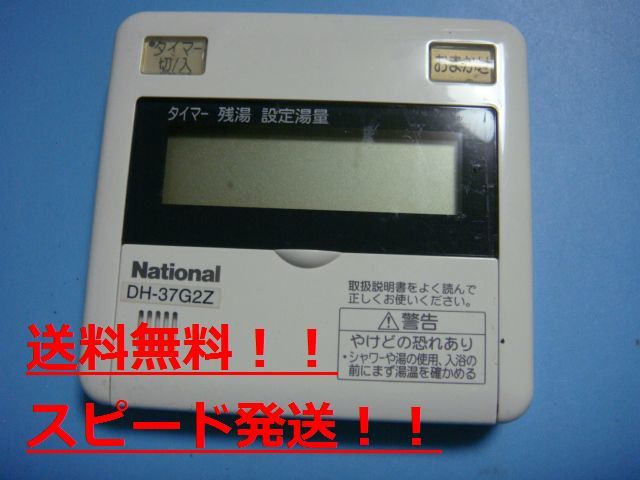 タイマー
切/入
おまかせ
タイマー 残湯 設定湯量
National
DH-37G2Z
取扱説明書をよく読んで
正しくお使いください。
⚠警告
やけどの恐れあり
・シャワーや湯の使用、入浴の
前にまず湯温を確かめる
送料無料！！
スピード発送！！